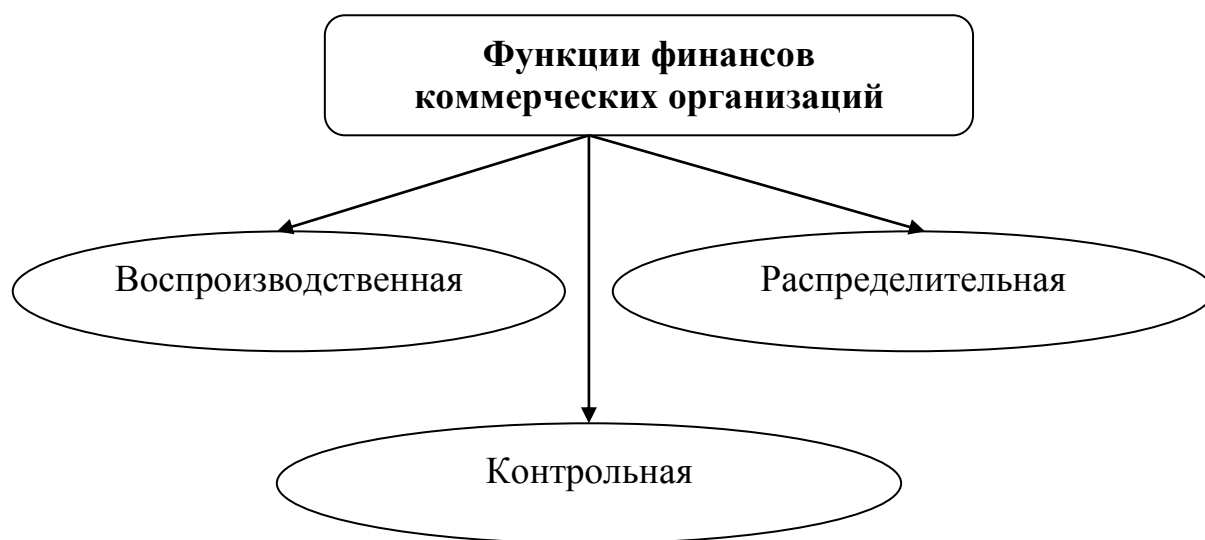 Функции финансов
коммерческих организаций
Воспроизводственная
Распределительная
Контрольная